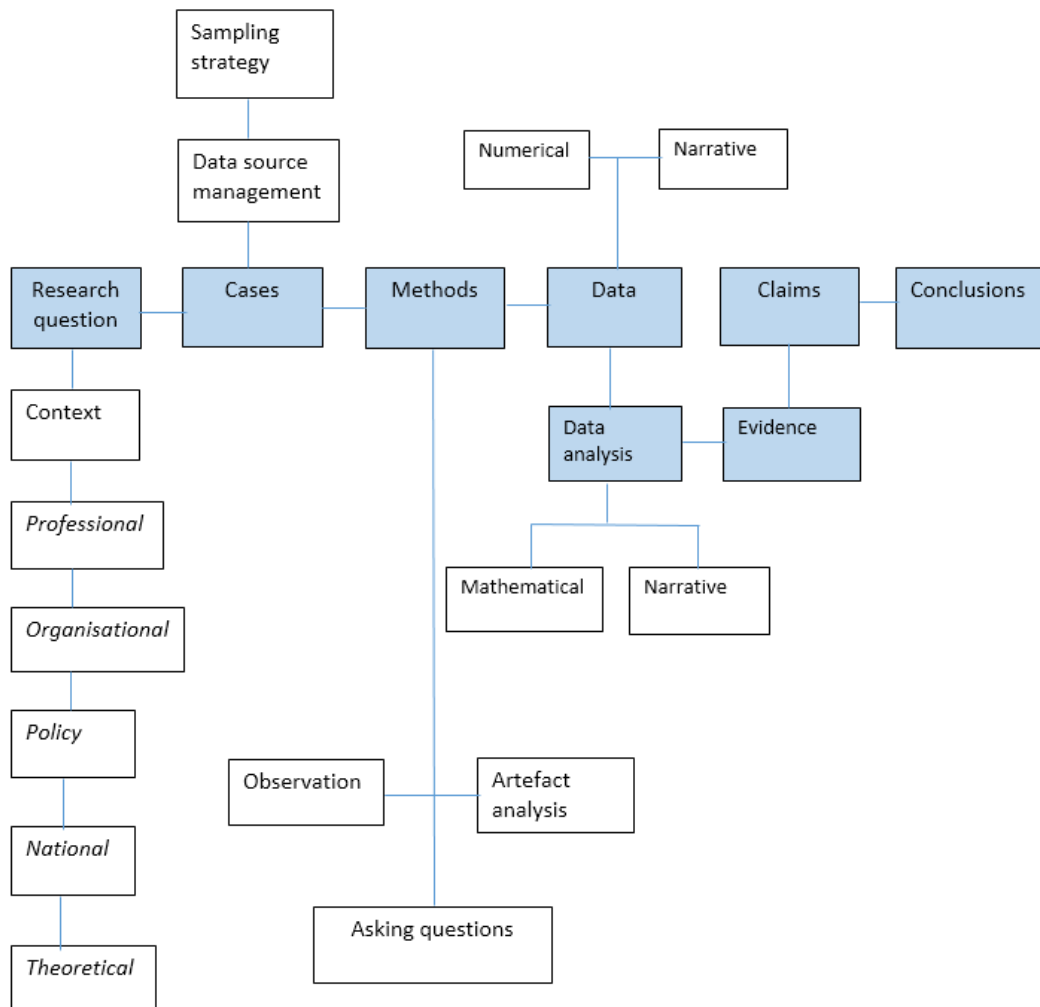 Sampling
strategy
Data source
management
Numerical
Narrative
Research
question
Cases
Methods
Data
Claims
Conclusions
Context
Data
analysis
Evidence
Professional
Mathematical
Narrative
Organisational
Policy
Observation
Artefact
analysis
National
Asking questions
Theoretical